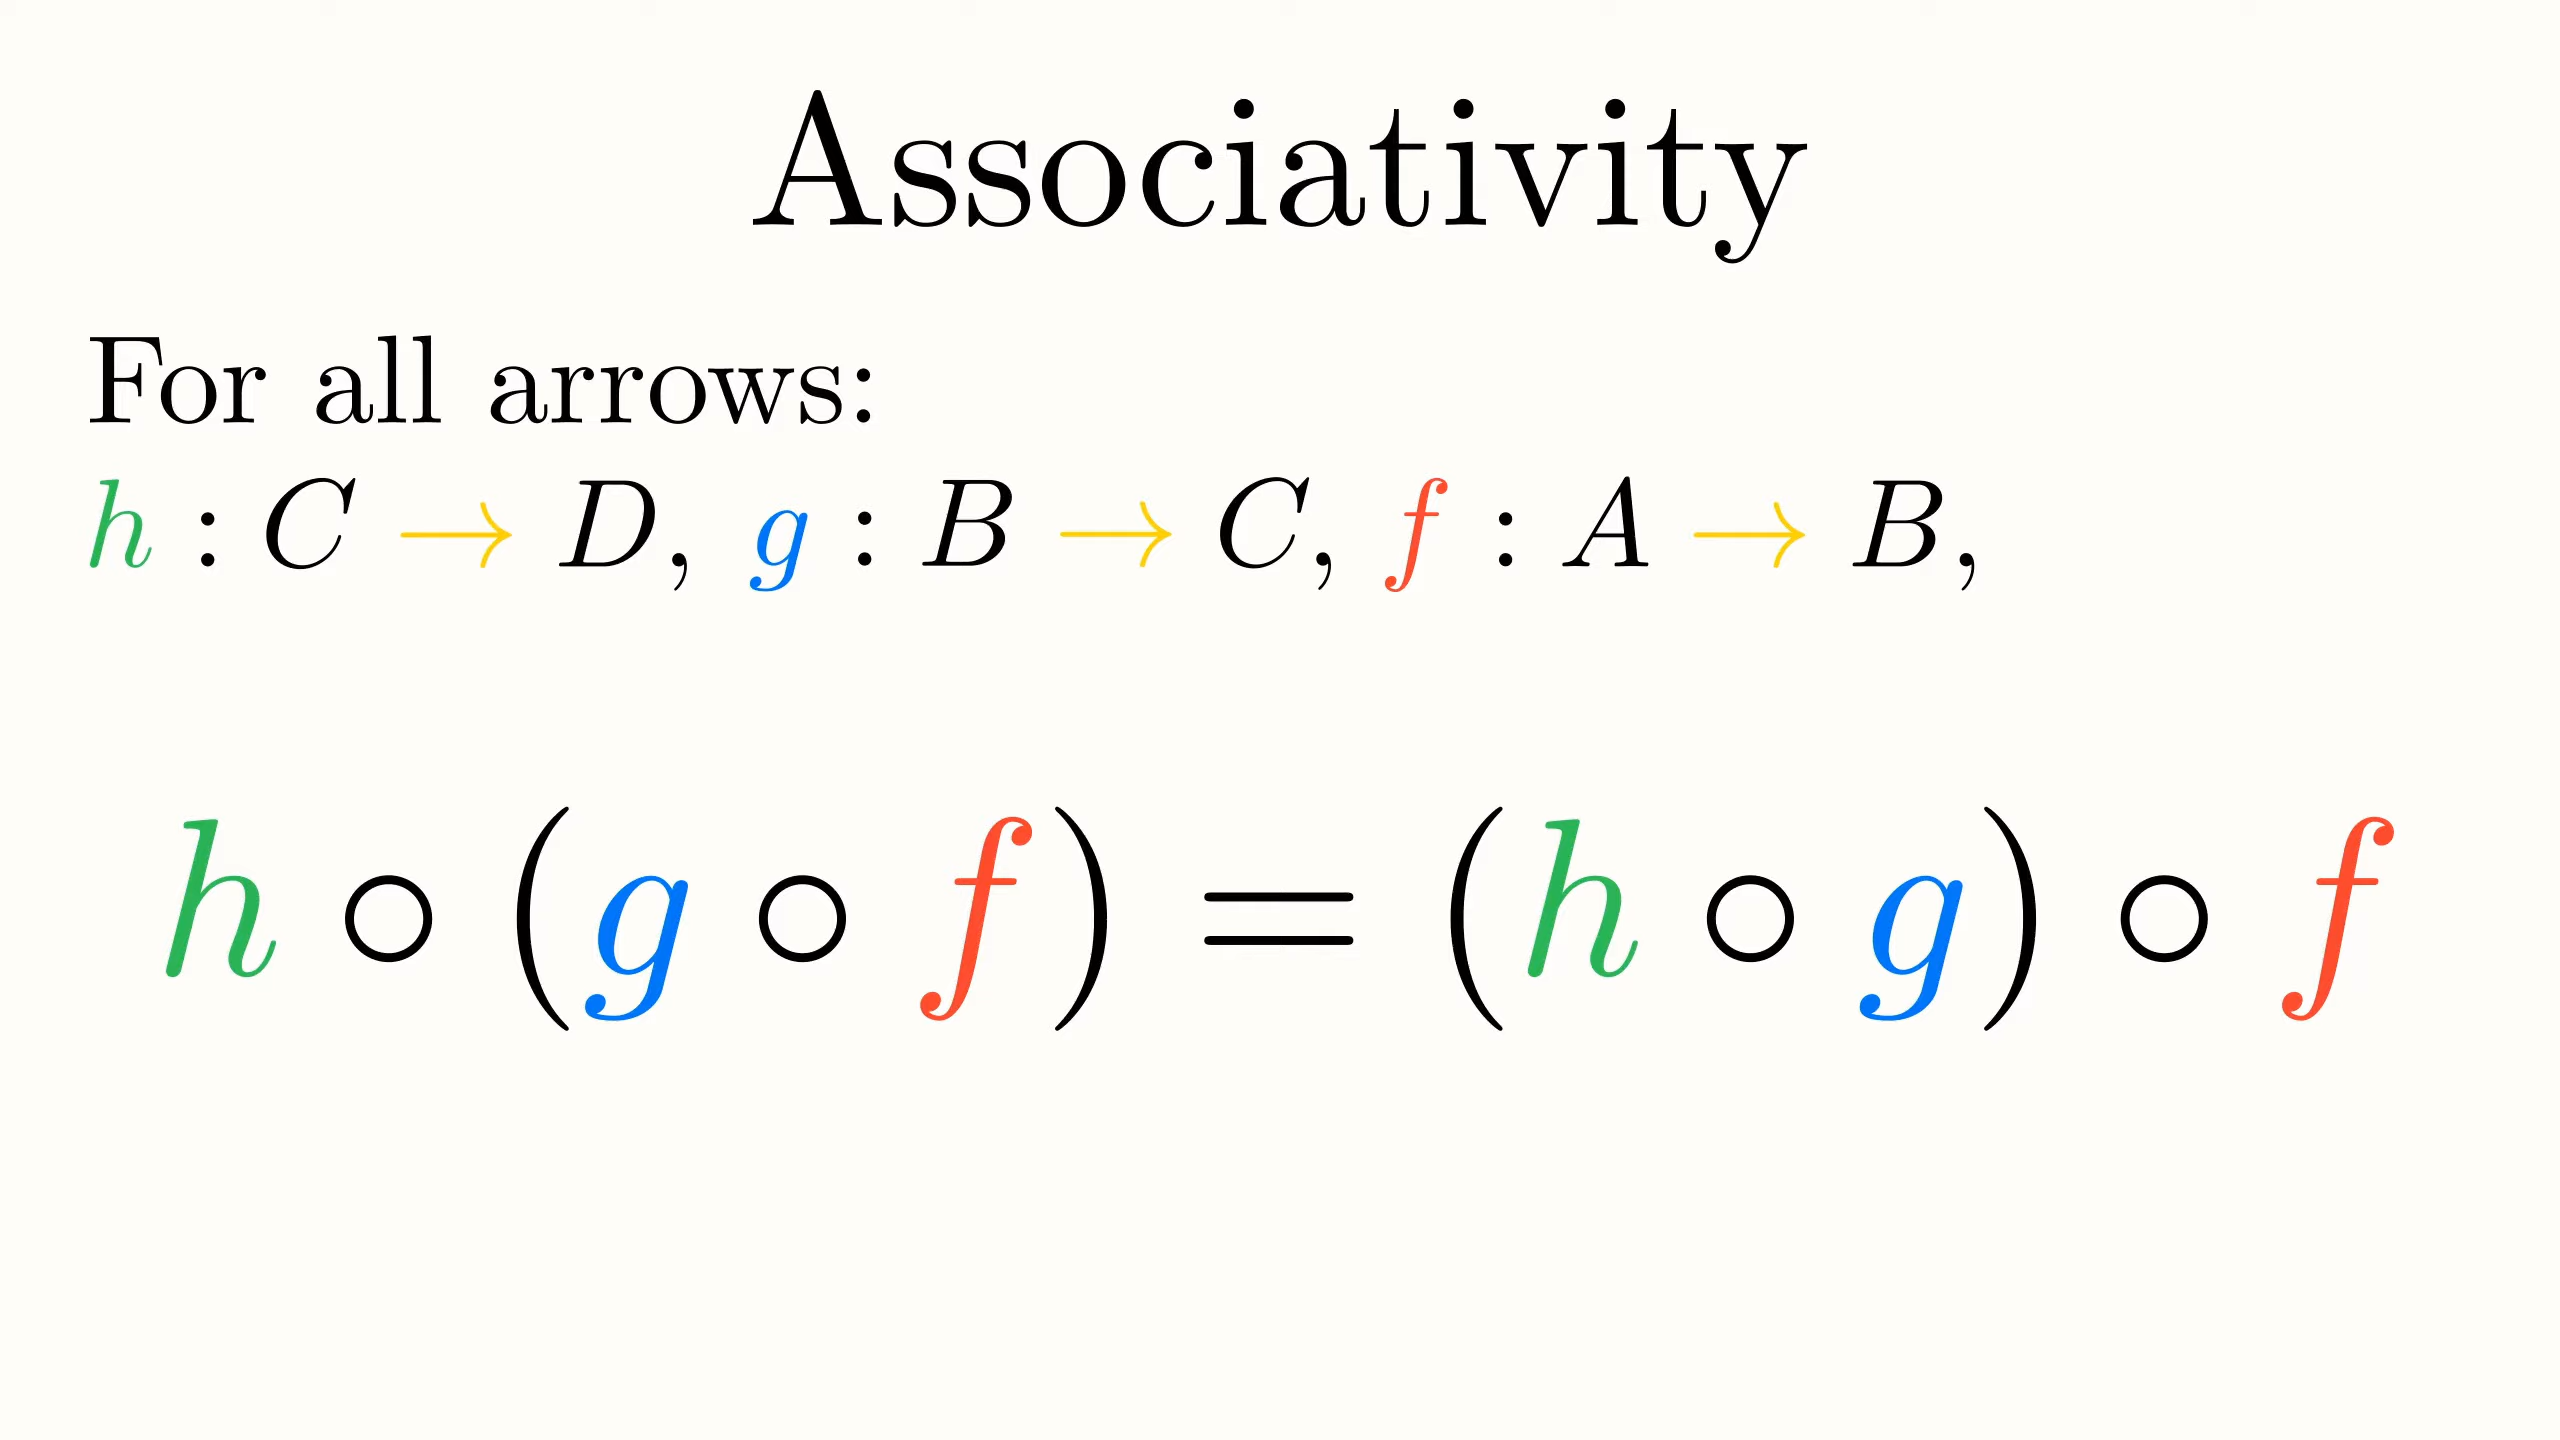 Associativity
For all arrows:
h : C → D, g : B → C, f : A → B,
h ∘ (g ∘ f) = (h ∘ g) ∘ f